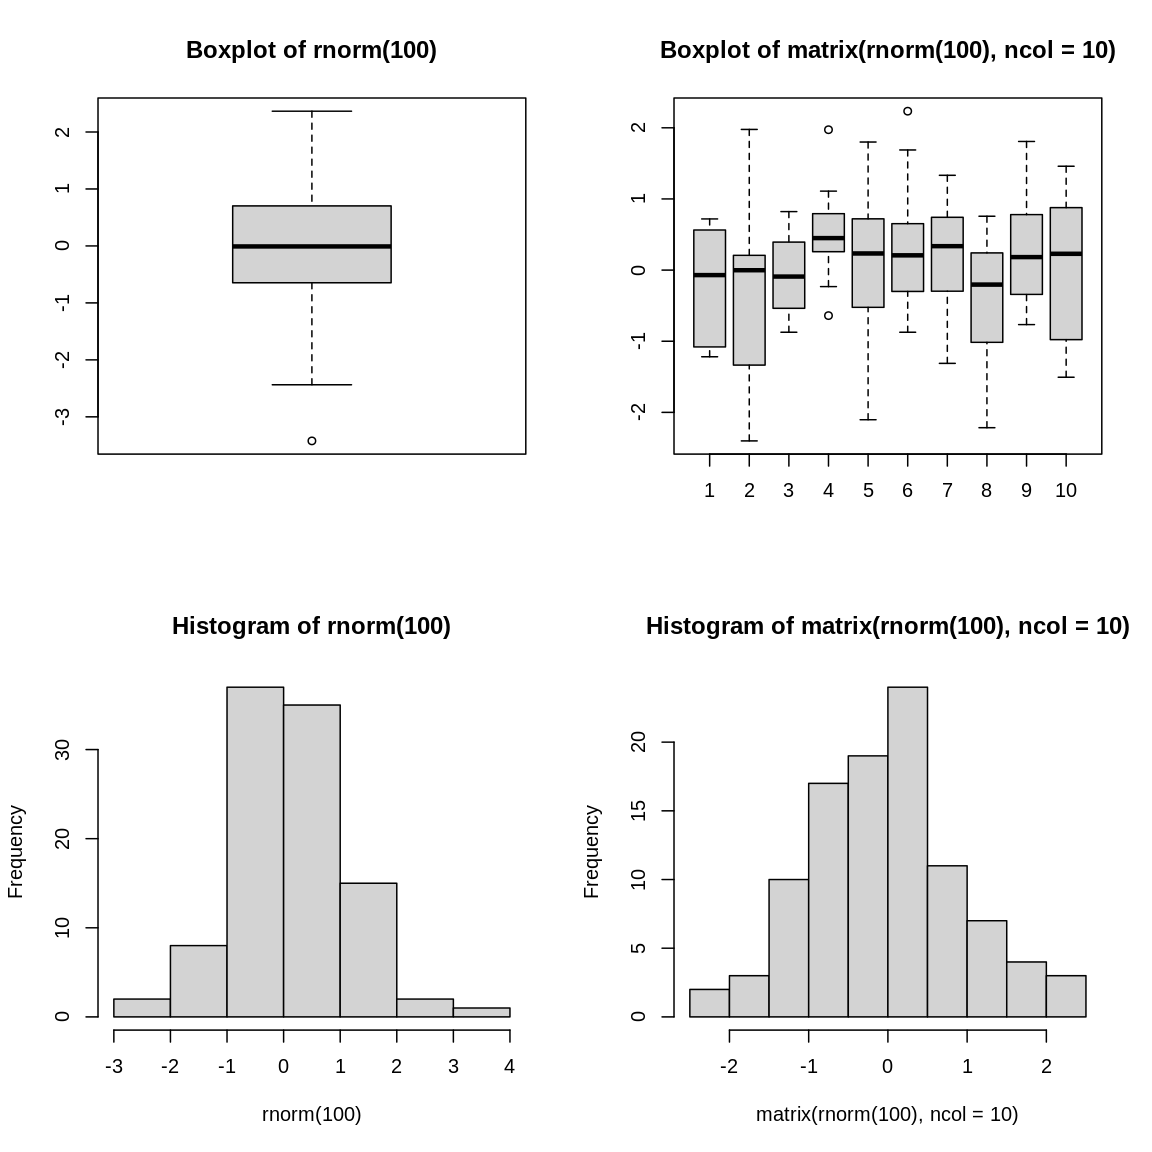 Boxplot of rnorm(100)
2
1
0
-1
-2
-3
Boxplot of matrix(rnorm(100), ncol = 10)
2
1
0
-1
-2
1 2 3 4 5 6 7 8 9 10
Histogram of rnorm(100)
Frequency
30
20
10
0
-3 -2 -1 0 1 2 3 4
rnorm(100)
Histogram of matrix(rnorm(100), ncol = 10)
Frequency
20
15
10
5
0
-2 -1 0 1 2
matrix(rnorm(100), ncol = 10)